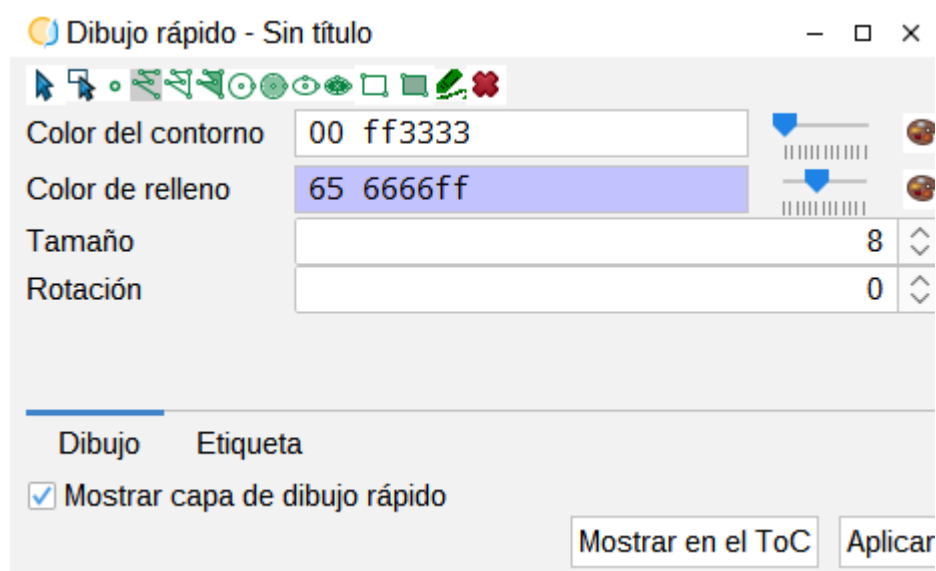 Dibujo rápido - Sin título
Color del contorno 00 ff3333
Color de relleno 65 6666ff
Tamaño 8
Rotación 0
Dibujo Etiqueta
Mostrar capa de dibujo rápido
Mostrar en el ToC Aplicar